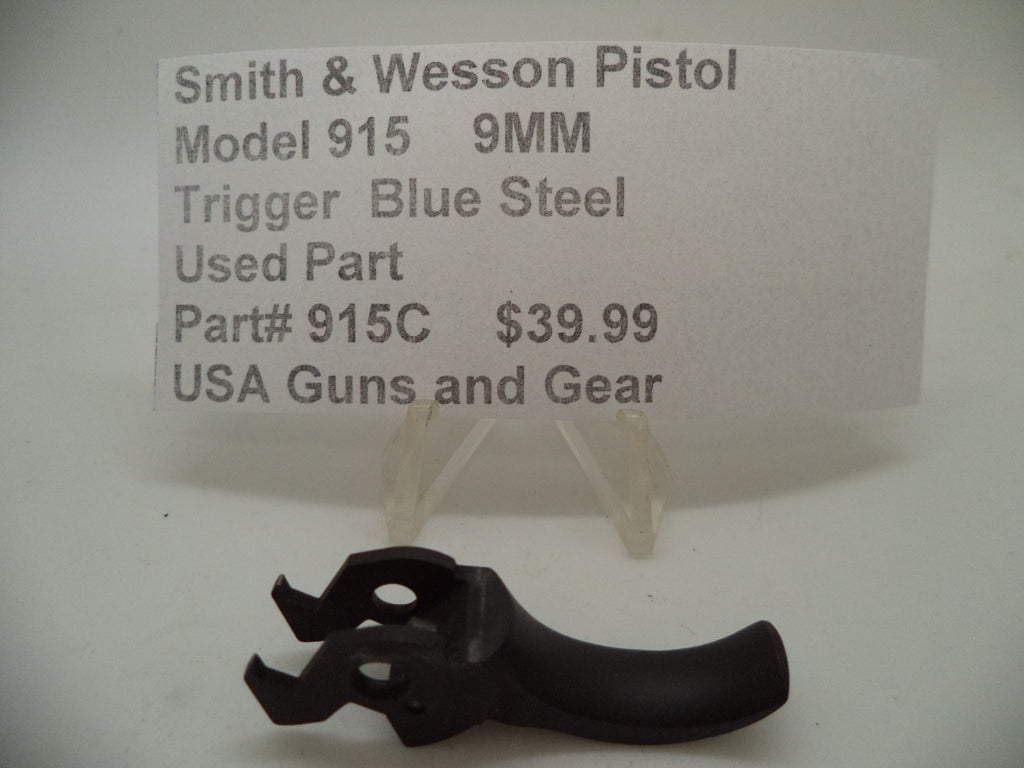 Smith & Wesson Pistol
Model 915 9MM
Trigger Blue Steel
Used Part
Part# 915C $39.99
USA Guns and Gear